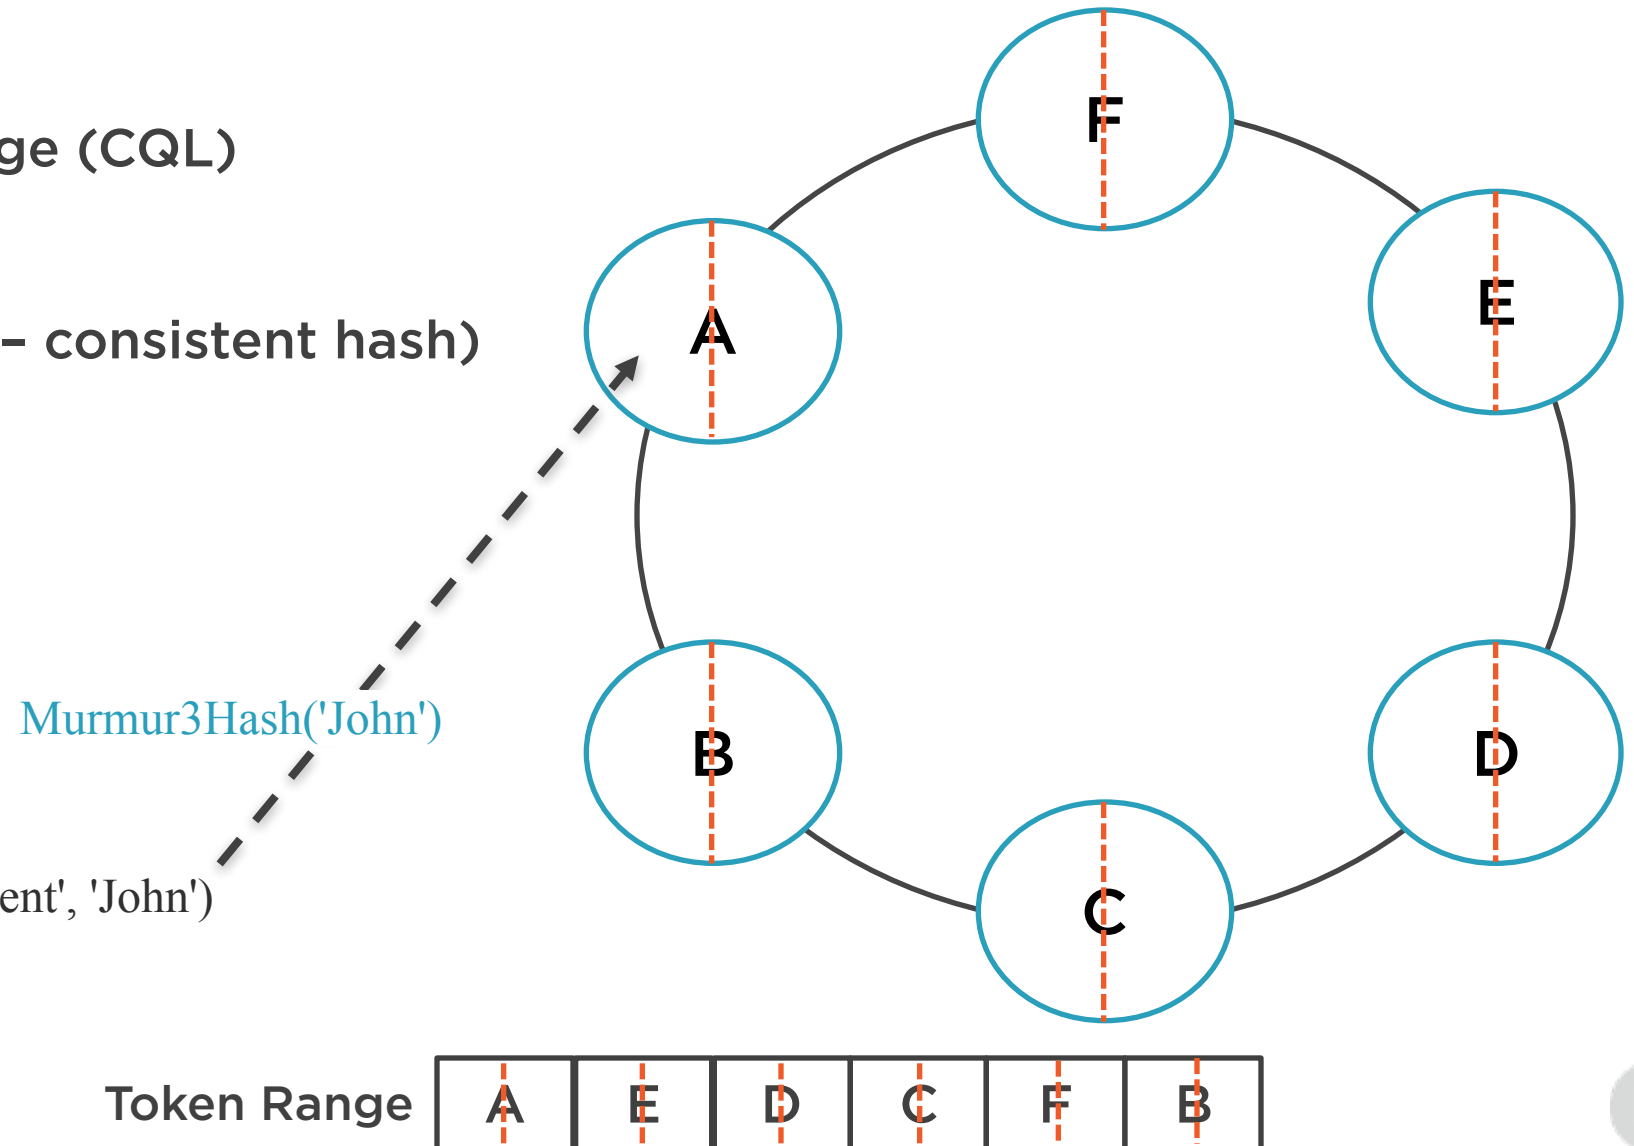 F
ge (CQL)
E
A
– consistent hash)
Murmur3Hash('John')
B
D
ent', 'John')
C
Token Range A E D C F B